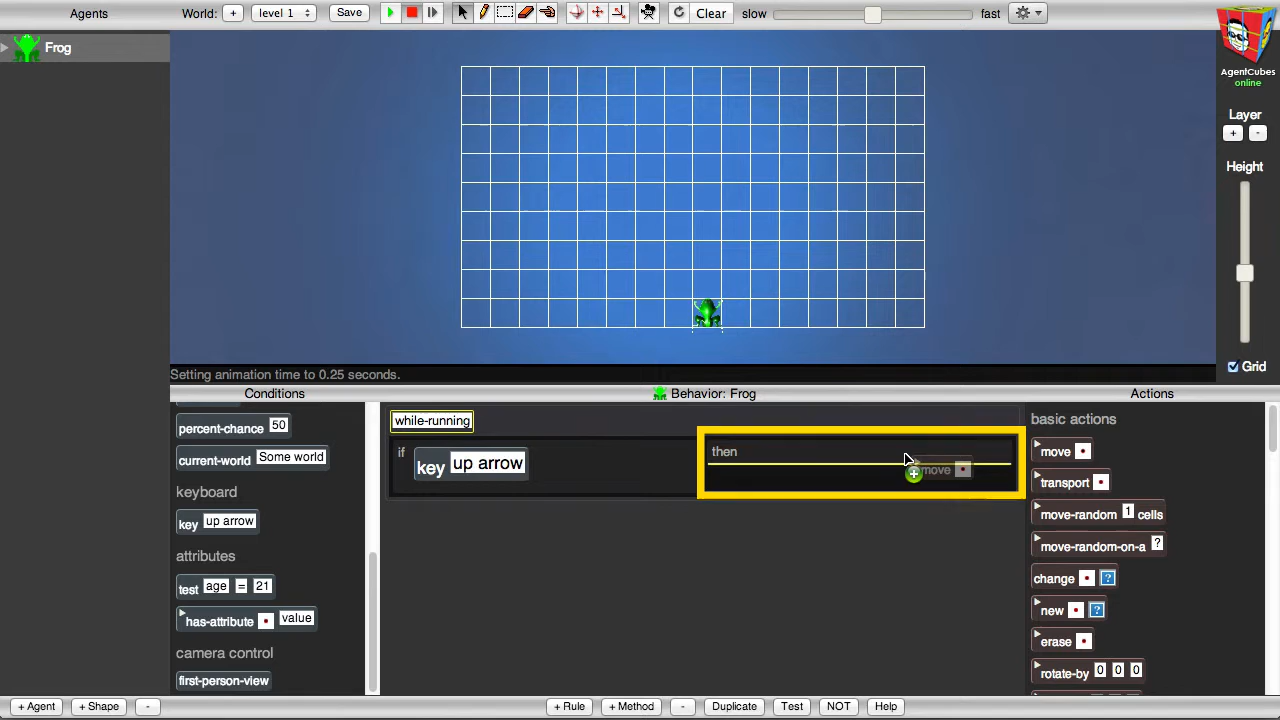 Agents
World: + level 1 Save Clear slow fast
Frog
AgentCubes
online
Layer
+ -
Height
Grid
Setting animation time to 0.25 seconds.
Conditions
Behavior: Frog
Actions
percent-chance 50
current-world Some world
keyboard
key up arrow
attributes
test age = 21
has-attribute value
camera control
first-person-view
while-running
if key up arrow
then
move
basic actions
move
transport
move-random 1 cells
move-random-on-a ?
change ?
new ?
erase
rotate-by 0 0 0
+ Agent + Shape - + Rule + Method - Duplicate Test NOT Help